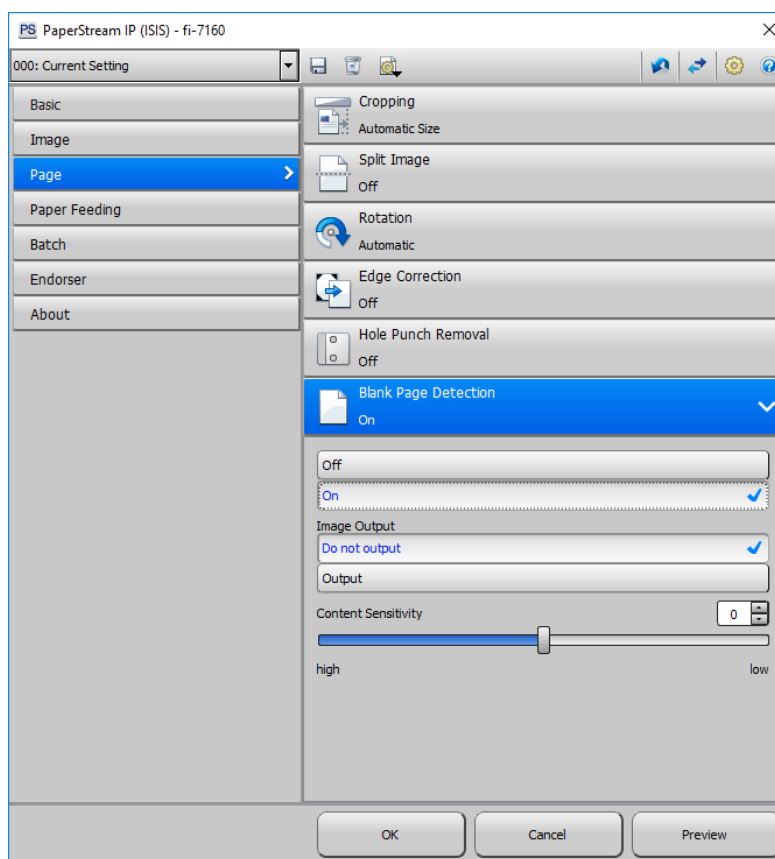 PS PaperStream IP (ISIS) - fi-7160
000: Current Setting
Basic
Image
Page
Paper Feeding
Batch
Endorser
About
Cropping
Automatic Size
Split Image
Off
Rotation
Automatic
Edge Correction
Off
Hole Punch Removal
Off
Blank Page Detection
On
Off
On
Image Output
Do not output
Output
Content Sensitivity 0
high low
OK Cancel Preview